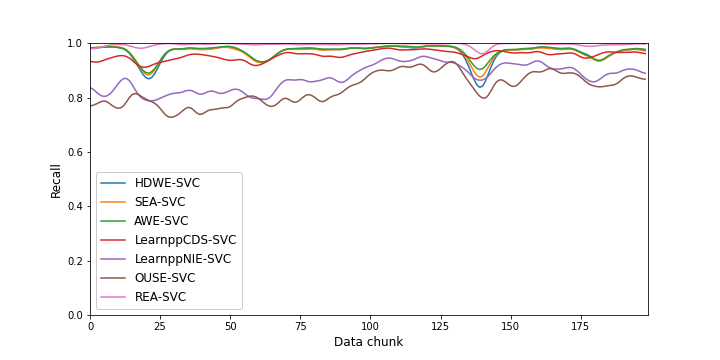 1.0
0.8
0.6
0.4
0.2
0.0
Recall
HDWE-SVC
SEA-SVC
AWE-SVC
LearnppCDS-SVC
LearnppNIE-SVC
OUSE-SVC
REA-SVC
0 25 50 75 100 125 150 175
Data chunk